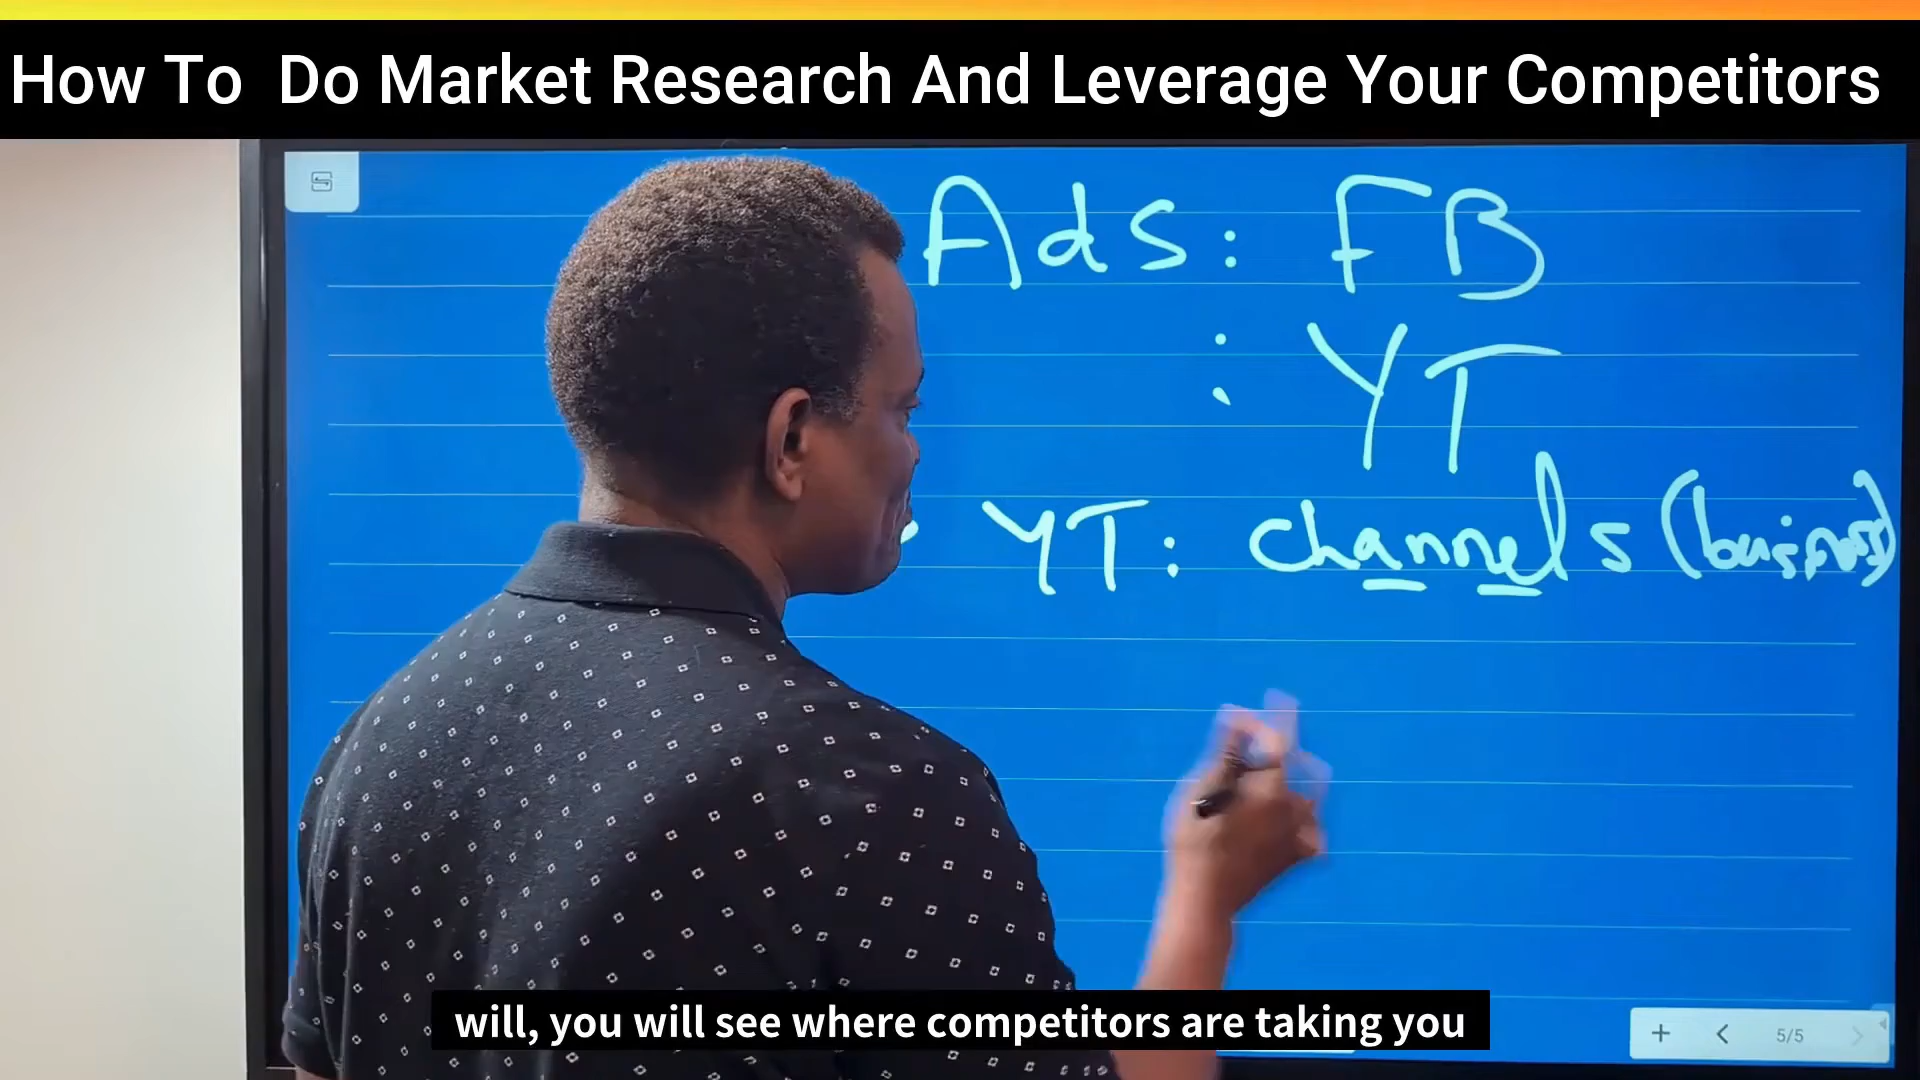 How To Do Market Research And Leverage Your Competitors
Ads: FB
: YT
YT: channels (business)
will, you will see where competitors are taking you
5/5